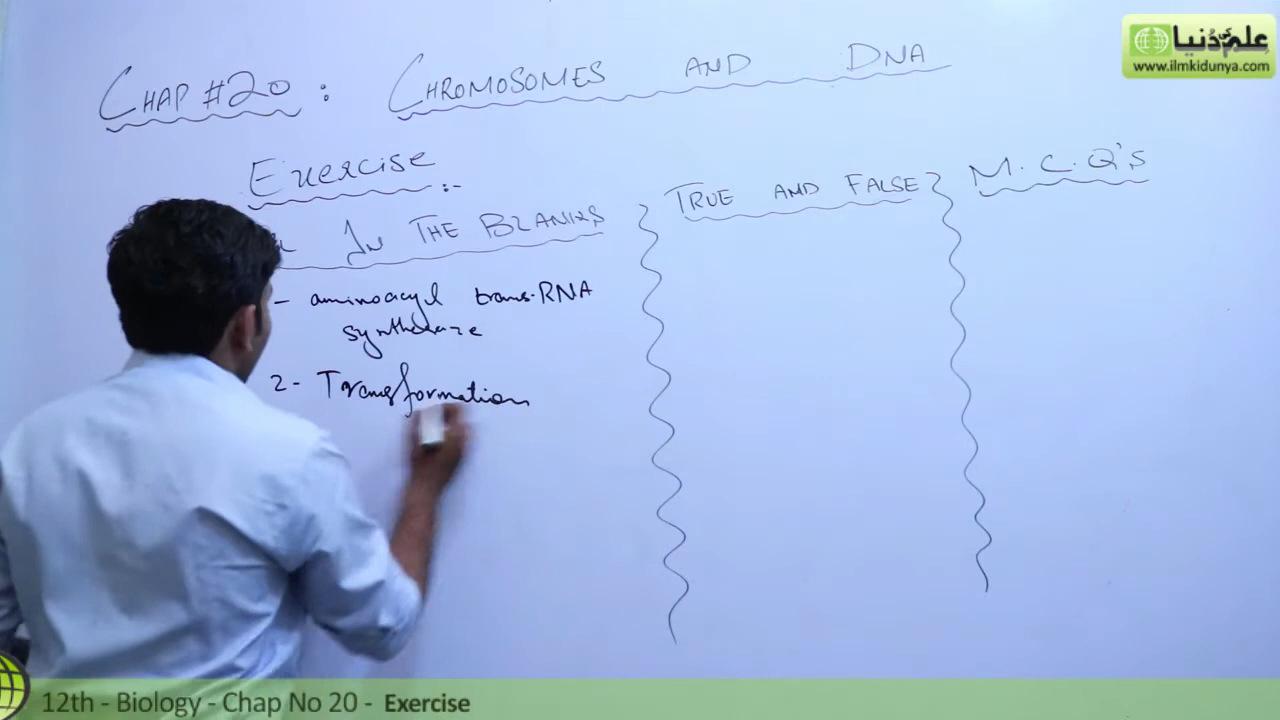 علم کی دنیا
www.ilmkidunya.com
CHAP #20 : CHROMOSOMES AND DNA
Exercise :-
IN THE BLANKS
TRUE AND FALSE
M.C.Q's
- aminoacyl trans-RNA
synthetaze
2- Transformation
12th - Biology - Chap No 20 - Exercise